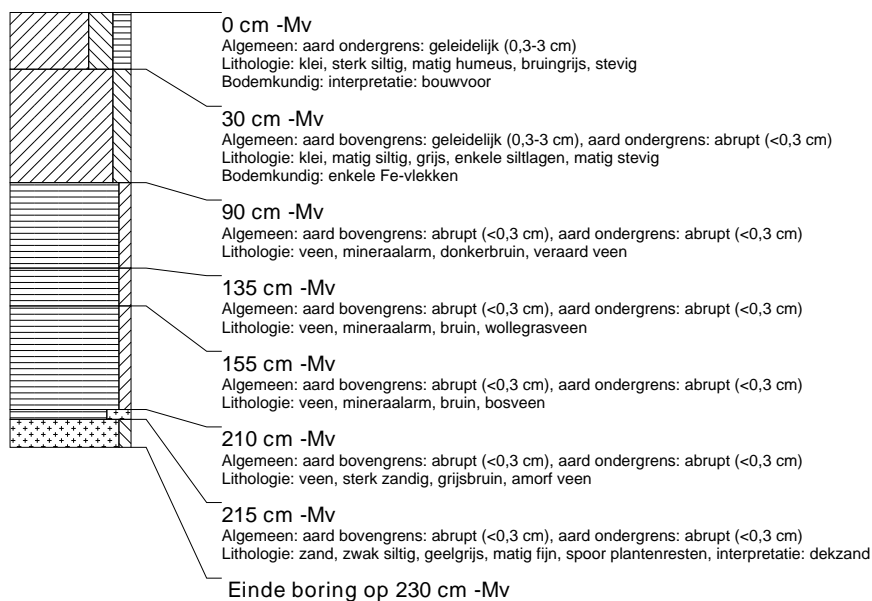 0 cm -Mv
Algemeen: aard ondergrens: geleidelijk (0,3-3 cm)
Lithologie: klei, sterk siltig, matig humeus, bruingrijs, stevig
Bodemkundig: interpretatie: bouwvoor
30 cm -Mv
Algemeen: aard bovengrens: geleidelijk (0,3-3 cm), aard ondergrens: abrupt (<0,3 cm)
Lithologie: klei, matig siltig, grijs, enkele siltlagen, matig stevig
Bodemkundig: enkele Fe-vlekken
90 cm -Mv
Algemeen: aard bovengrens: abrupt (<0,3 cm), aard ondergrens: abrupt (<0,3 cm)
Lithologie: veen, mineraalarm, donkerbruin, veraard veen
135 cm -Mv
Algemeen: aard bovengrens: abrupt (<0,3 cm), aard ondergrens: abrupt (<0,3 cm)
Lithologie: veen, mineraalarm, bruin, wollegrasveen
155 cm -Mv
Algemeen: aard bovengrens: abrupt (<0,3 cm), aard ondergrens: abrupt (<0,3 cm)
Lithologie: veen, mineraalarm, bruin, bosveen
210 cm -Mv
Algemeen: aard bovengrens: abrupt (<0,3 cm), aard ondergrens: abrupt (<0,3 cm)
Lithologie: veen, sterk zandig, grijsbruin, amorf veen
215 cm -Mv
Algemeen: aard bovengrens: abrupt (<0,3 cm), aard ondergrens: abrupt (<0,3 cm)
Lithologie: zand, zwak siltig, geelgrijs, matig fijn, spoor plantenresten, interpretatie: dekzand
Einde boring op 230 cm -Mv